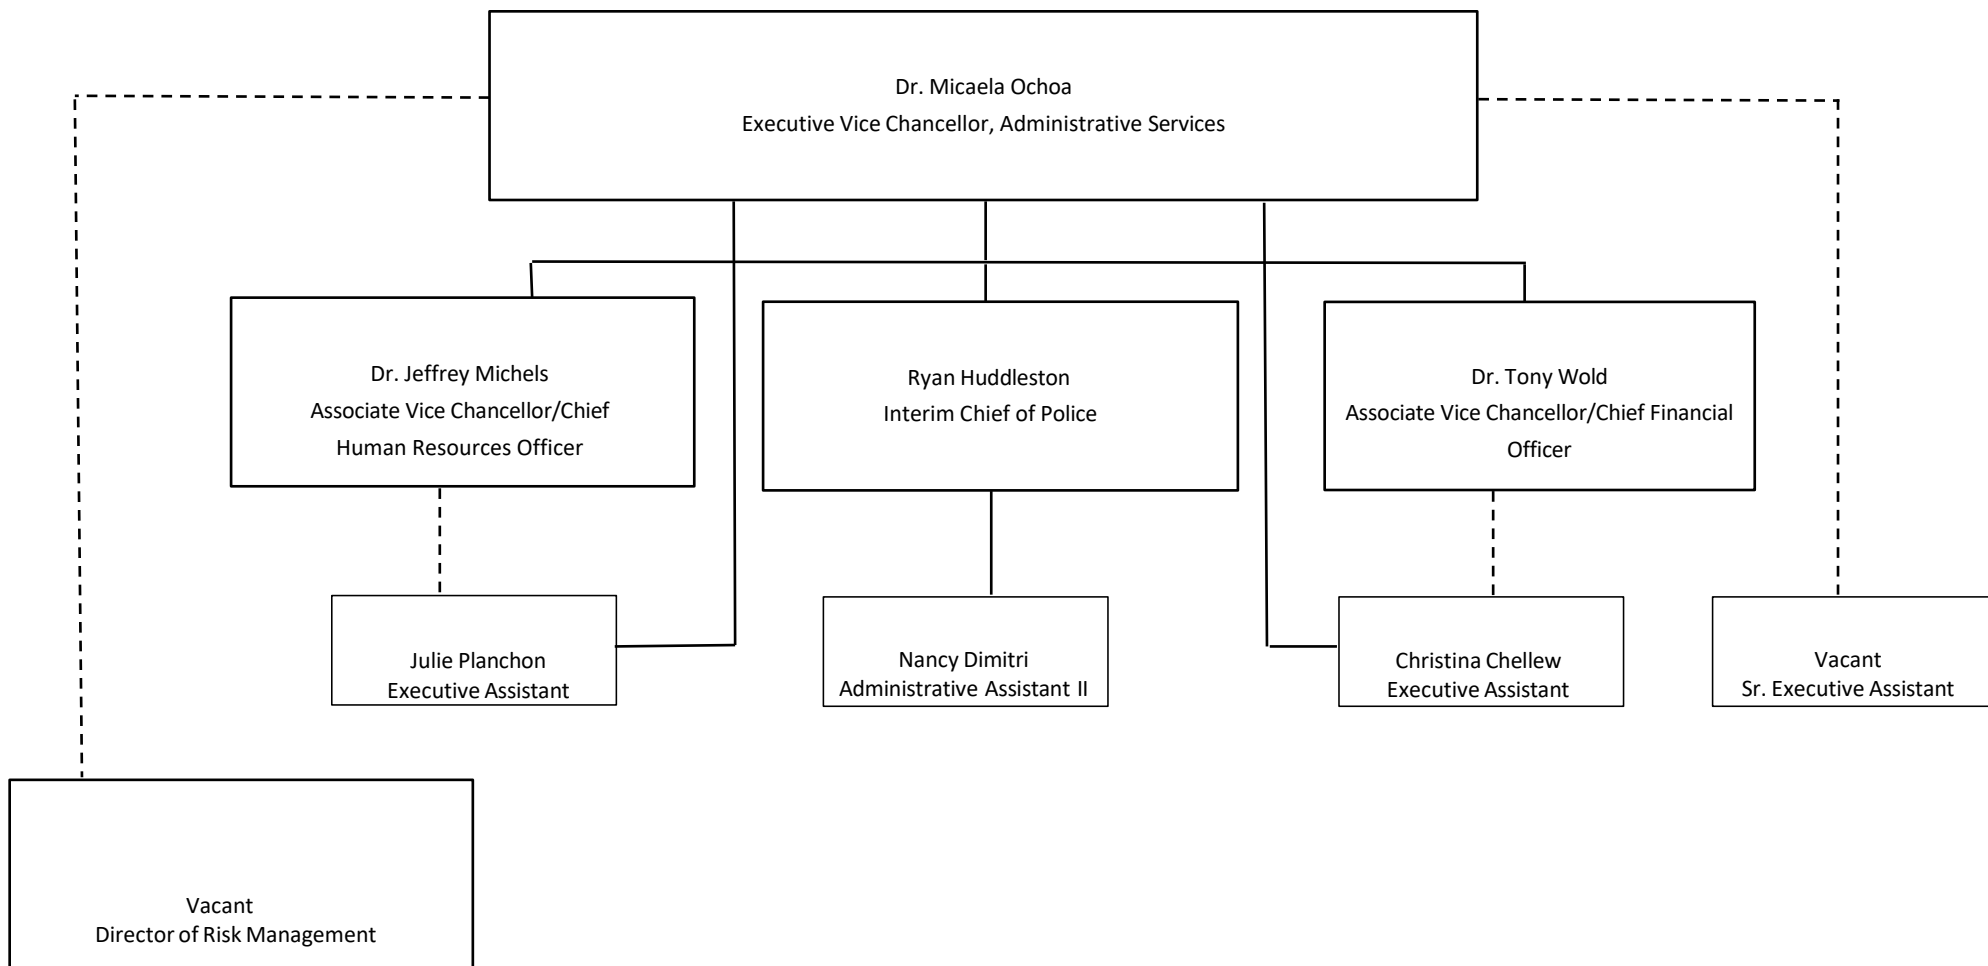 Dr. Micaela Ochoa
Executive Vice Chancellor, Administrative Services
Dr. Jeffrey Michels
Associate Vice Chancellor/Chief
Human Resources Officer
Ryan Huddleston
Interim Chief of Police
Dr. Tony Wold
Associate Vice Chancellor/Chief Financial
Officer
Julie Planchon
Executive Assistant
Nancy Dimitri
Administrative Assistant II
Christina Chellew
Executive Assistant
Vacant
Sr. Executive Assistant
Vacant
Director of Risk Management